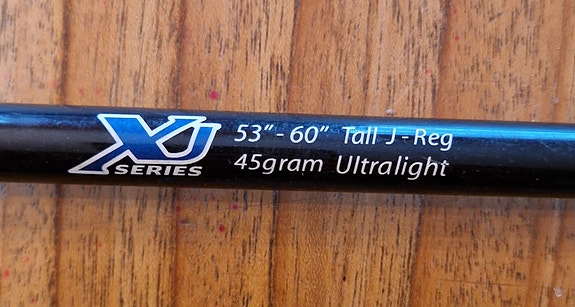 XJ
SERIES
53"- 60" Tall J - Reg
45gram Ultralight